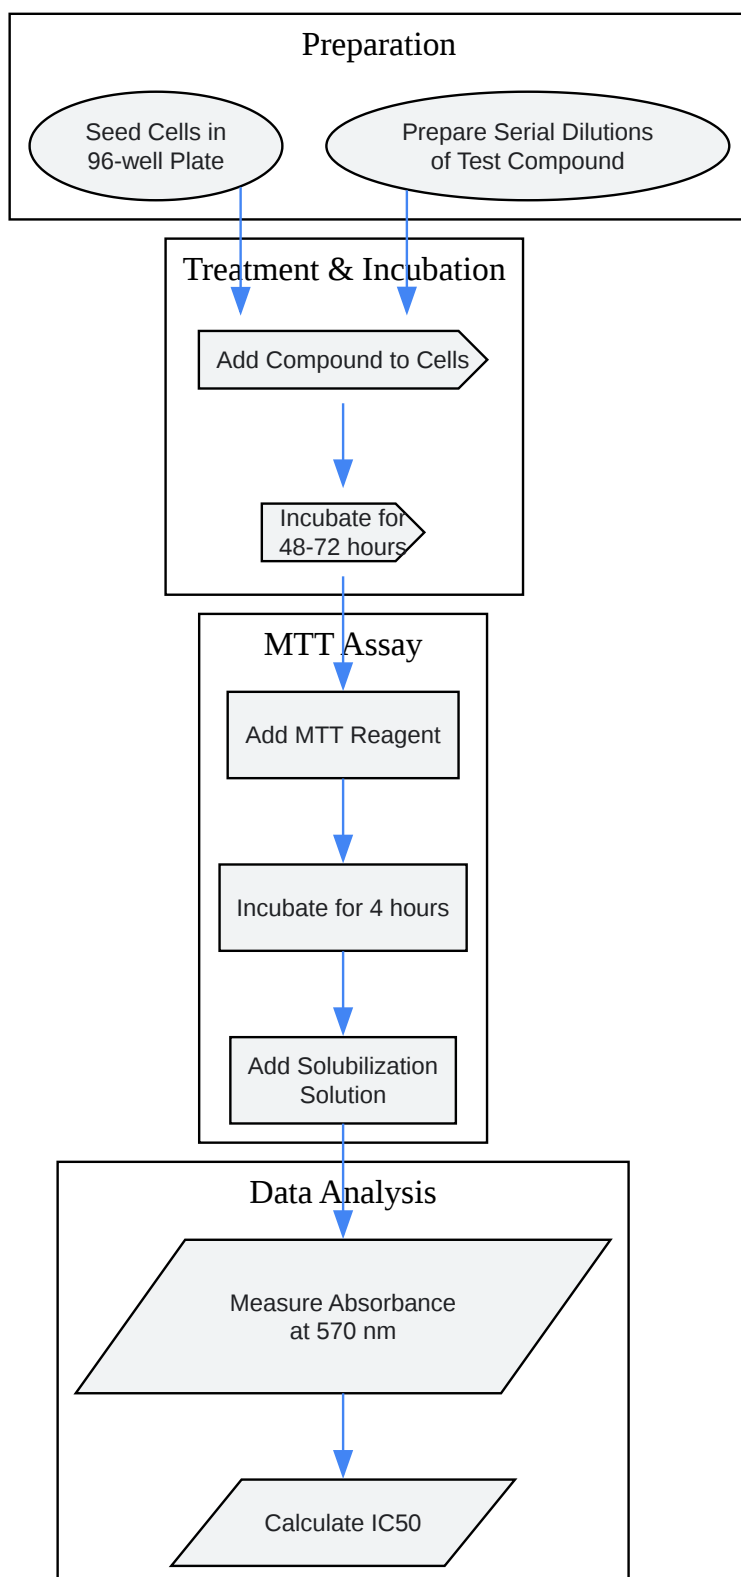 Preparation
Seed Cells in
96-well Plate
Prepare Serial Dilutions
of Test Compound
Treatment & Incubation
Add Compound to Cells
Incubate for
48-72 hours
MTT Assay
Add MTT Reagent
Incubate for 4 hours
Add Solubilization
Solution
Data Analysis
Measure Absorbance
at 570 nm
Calculate IC50